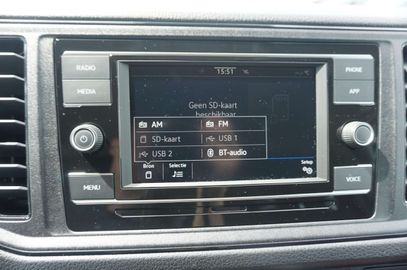 RADIO
MEDIA
MENU
15:51
Geen SD-kaart
beschikbaar.
AM
FM
SD-kaart
USB 1
USB 2
BT-audio
Bron
Selectie
Setup
PHONE
APP
VOICE